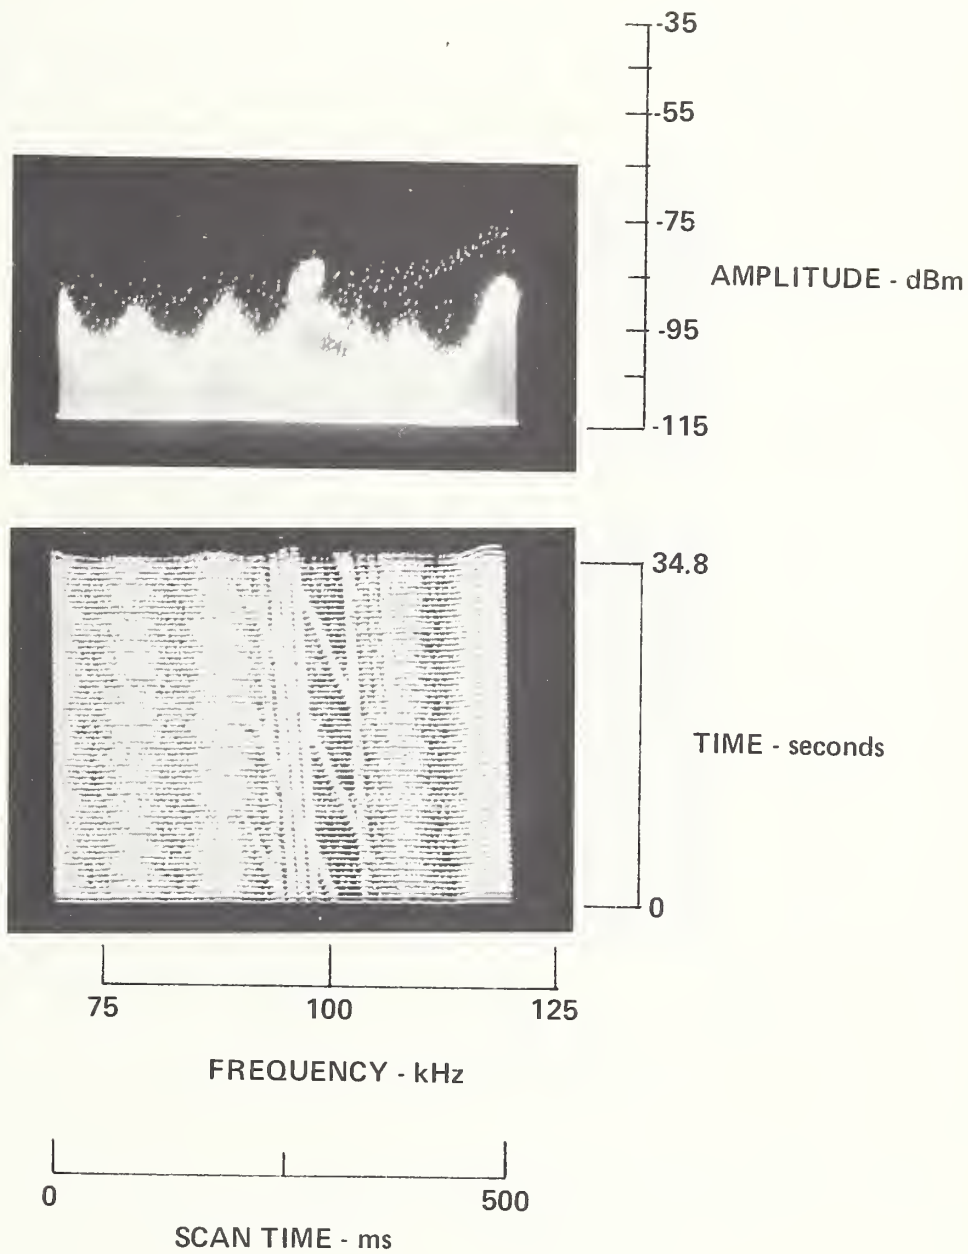 -35
-55
-75
AMPLITUDE - dBm
-95
-115
34.8
TIME - seconds
0
75 100 125
FREQUENCY - kHz
0 500
SCAN TIME - ms